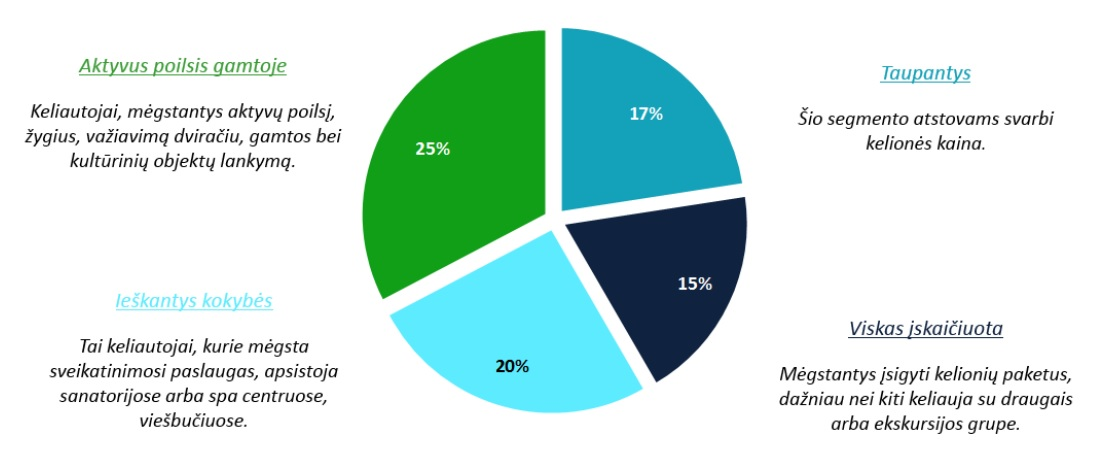 Aktyvus poilsis gamtoje
Keliautojai, mėgstantys aktyvų poilsį,
žygius, važiavimą dviračiu, gamtos bei
kultūrinių objektų lankymą.
25%
17%
Taupantys
Šio segmento atstovams svarbi
kelionės kaina.
Ieškantys kokybės
Tai keliautojai, kurie mėgsta
sveikatinimosi paslaugas, apsistoja
sanatorijose arba spa centruose,
viešbučiuose.
20%
15%
Viskas įskaičiuota
Mėgstantys įsigyti kelionių paketus,
dažniau nei kiti keliauja su draugais
arba ekskursijos grupe.